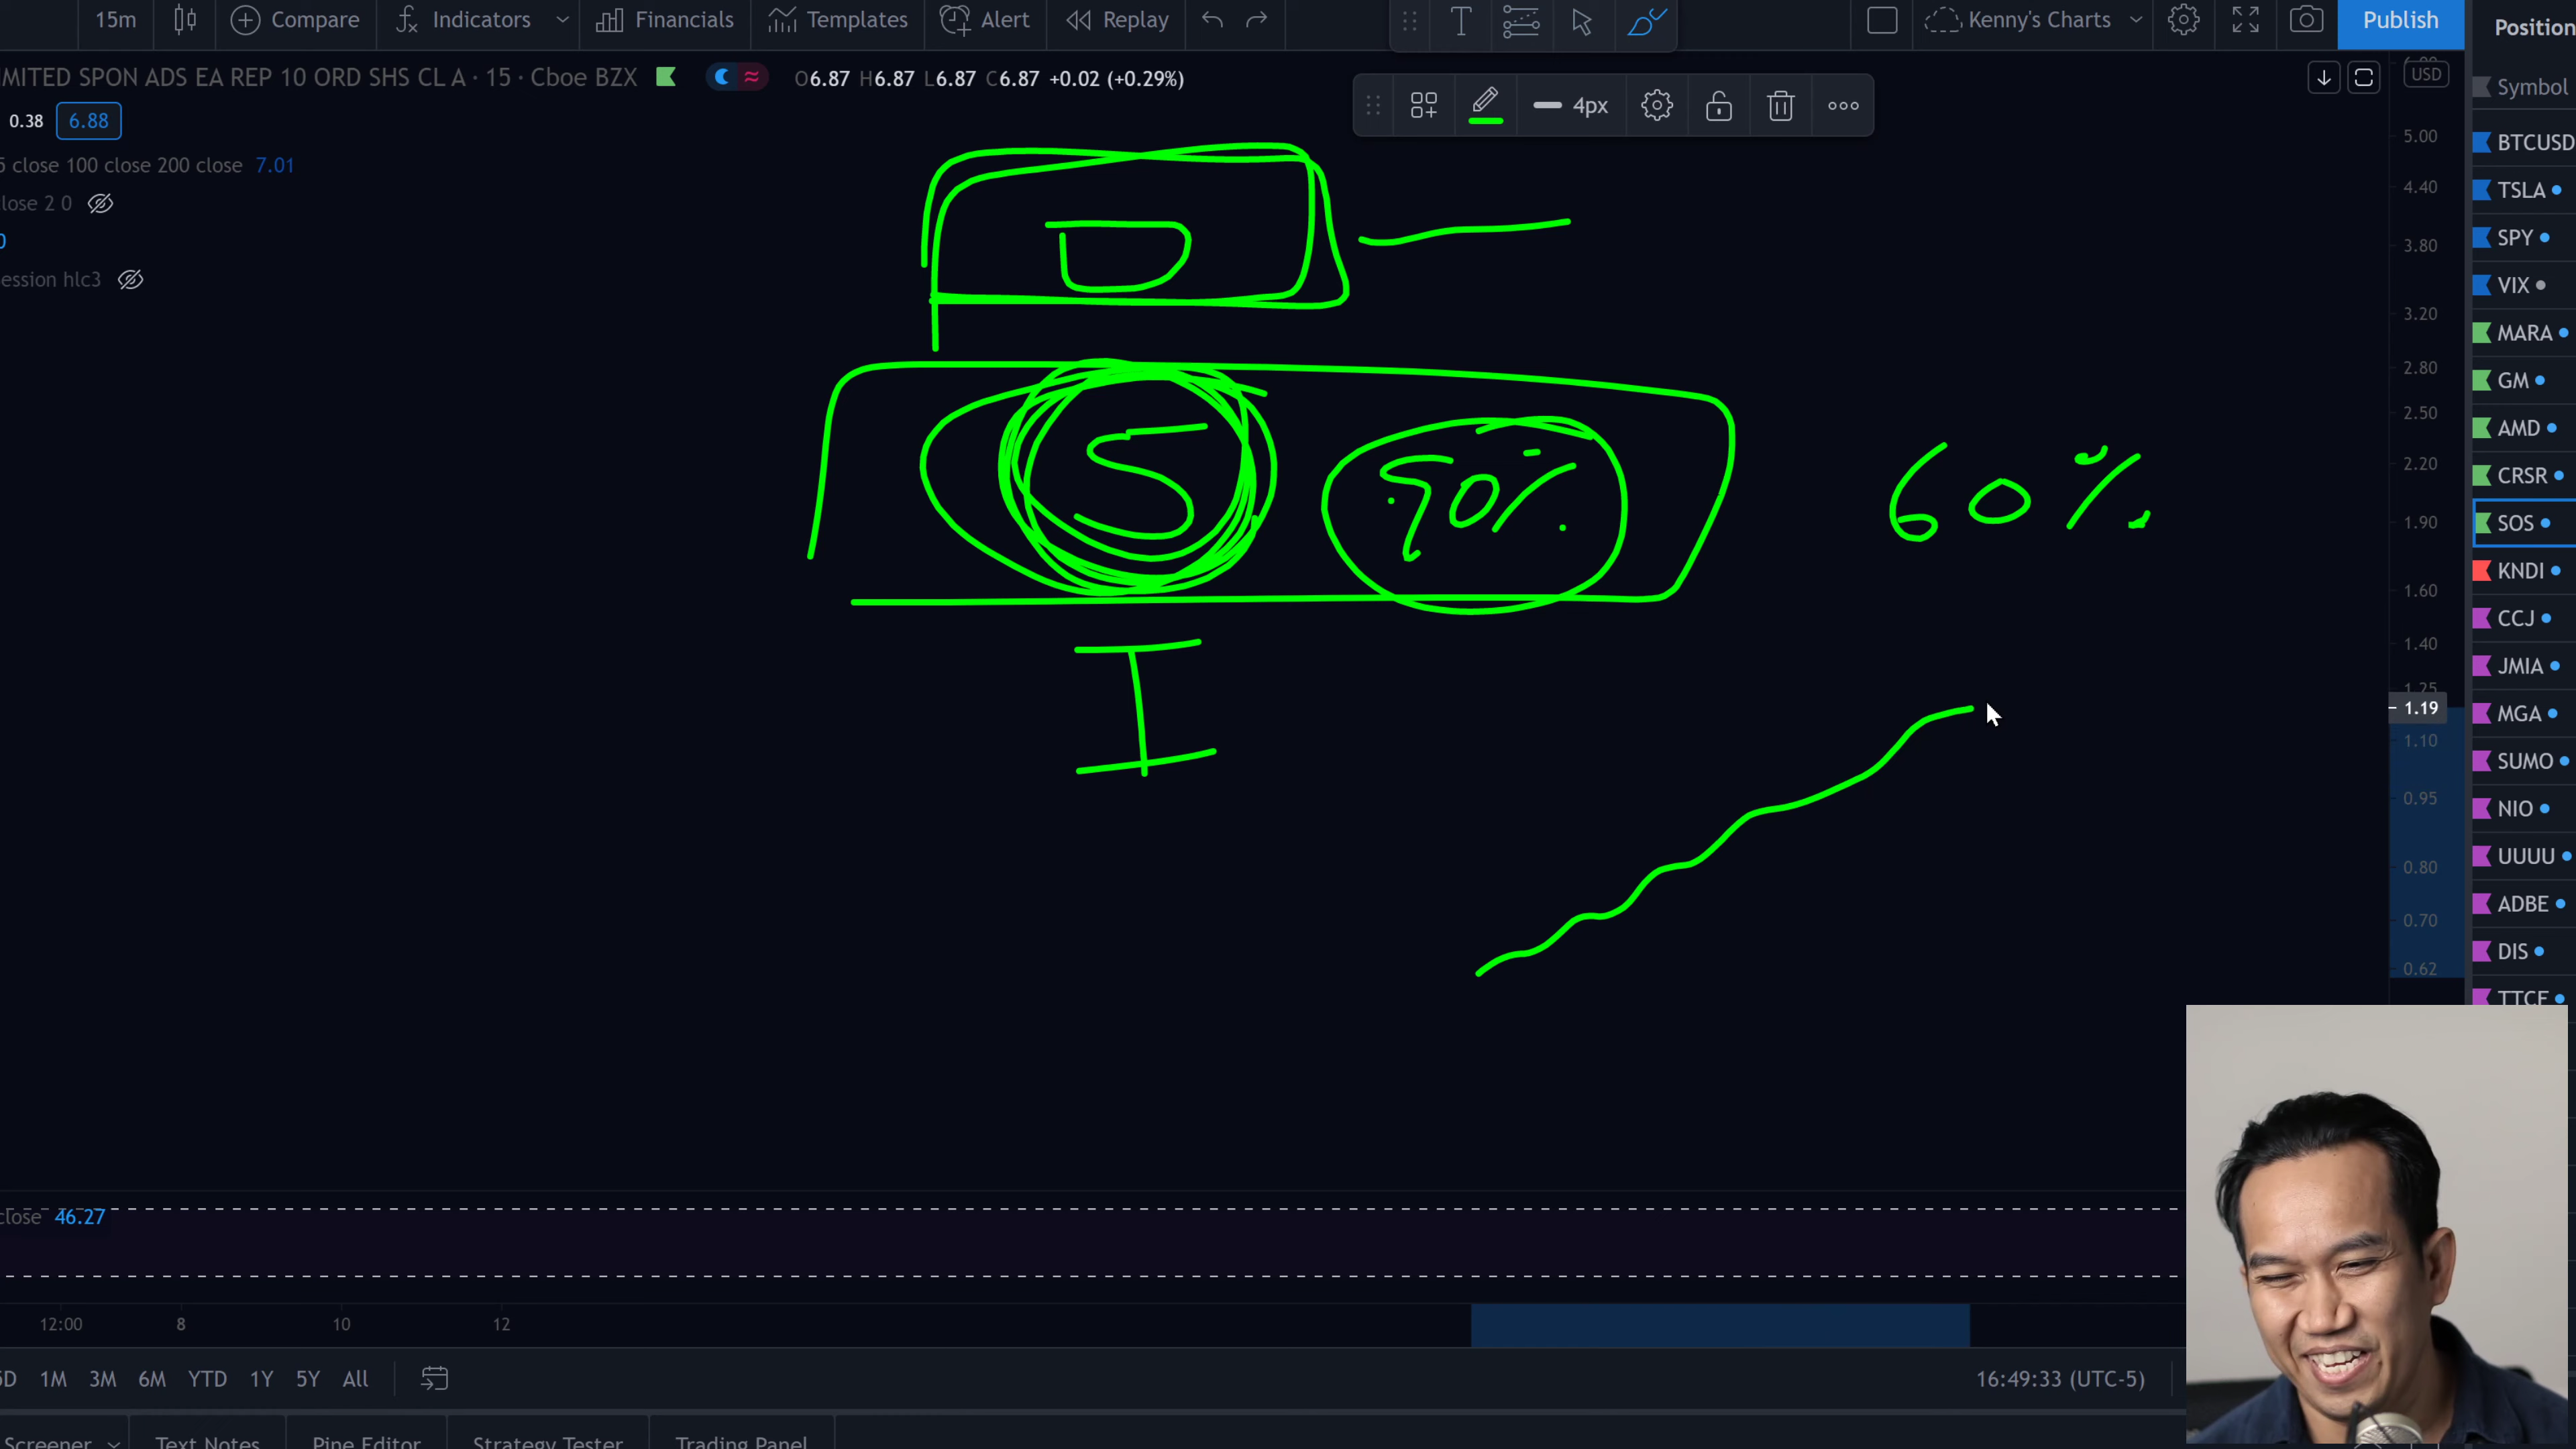 15m Compare Indicators Financials Templates Alert Replay T Kenny's Charts Publish Position
IMITED SPON ADS EA REP 10 ORD SHS CL A · 15 · Cboe BZX O6.87 H6.87 L6.87 C6.87 +0.02 (+0.29%) USD
0.38 6.88 4px
5 close 100 close 200 close 7.01
lose 2 0
0
ession hlc3
D
S 90% 60%
I
5.00
4.40
3.80
3.20
2.80
2.50
2.20
1.90
1.60
1.40
1.25
1.19
1.10
0.95
0.80
0.70
0.62
Symbol
BTCUSD
TSLA
SPY
VIX
MARA
GM
AMD
CRSR
SOS
KNDI
CCJ
JMIA
MGA
SUMO
NIO
UUUU
ADBE
DIS
TTCF
close 46.27
12:00 8 10 12
5D 1M 3M 6M YTD 1Y 5Y All 16:49:33 (UTC-5)
Screener Text Notes Pine Editor Strategy Tester Trading Panel